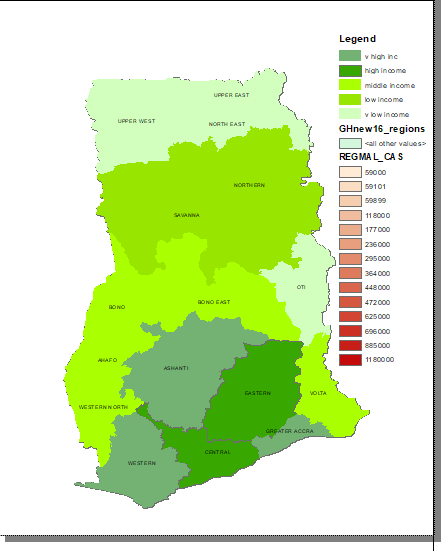 Legend
v high inc
high income
middle income
low income
v low income
GHnew16_regions
<all other values>
REGMAL_CAS
59000
59101
59899
118000
177000
236000
295000
364000
448000
472000
625000
696000
885000
1180000
UPPER EAST
UPPER WEST
NORTH EAST
NORTHERN
SAVANNA
OTI
BONO EAST
BONO
AHAFO
ASHANTI
EASTERN
VOLTA
WESTERN NORTH
GREATER ACCRA
CENTRAL
WESTERN